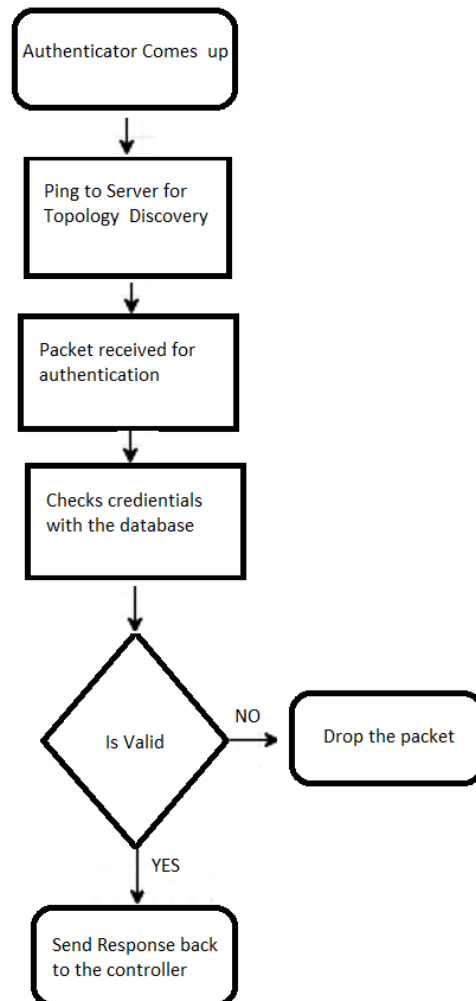 Authenticator Comes up
Ping to Server for
Topology Discovery
Packet received for
authentication
Checks credientials
with the database
Is Valid
NO
Drop the packet
YES
Send Response back
to the controller